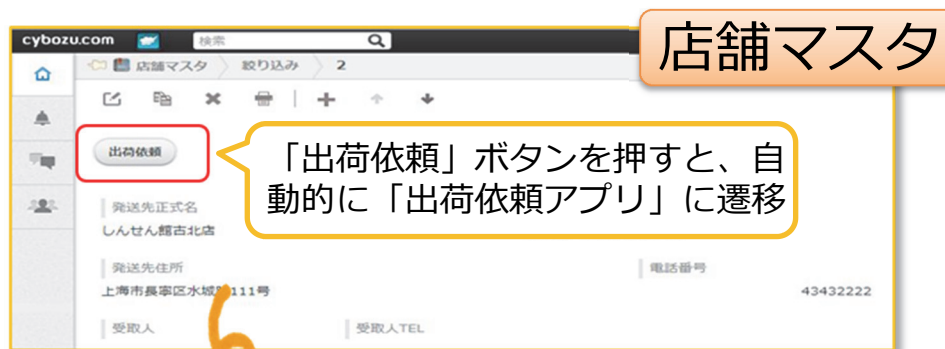 店舗マスタ
cybozu.com 検索
店舗マスタ 絞り込み 2
出荷依頼
「出荷依頼」ボタンを押すと、自
動的に「出荷依頼アプリ」に遷移
発送先正式名
しんせん館古北店
発送先住所 電話番号
上海市長寧区水城 111号 43432222
受取人 受取人TEL